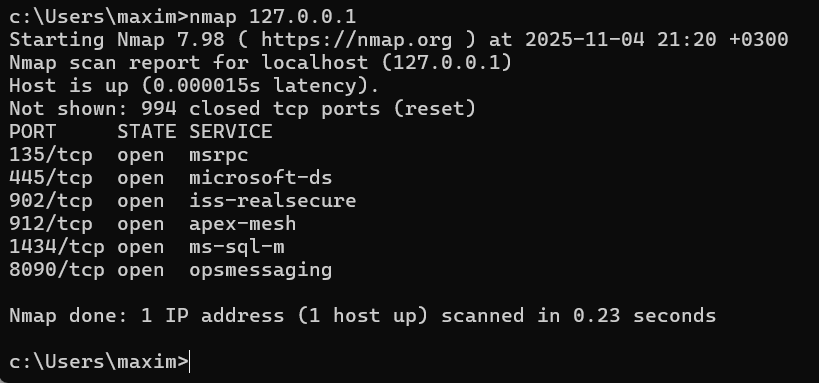 c:\Users\maxim>nmap 127.0.0.1
Starting Nmap 7.98 ( https://nmap.org ) at 2025-11-04 21:20 +0300
Nmap scan report for localhost (127.0.0.1)
Host is up (0.000015s latency).
Not shown: 994 closed tcp ports (reset)
PORT     STATE SERVICE
135/tcp  open  msrpc
445/tcp  open  microsoft-ds
902/tcp  open  iss-realsecure
912/tcp  open  apex-mesh
1434/tcp open  ms-sql-m
8090/tcp open  opsmessaging
Nmap done: 1 IP address (1 host up) scanned in 0.23 seconds
c:\Users\maxim>